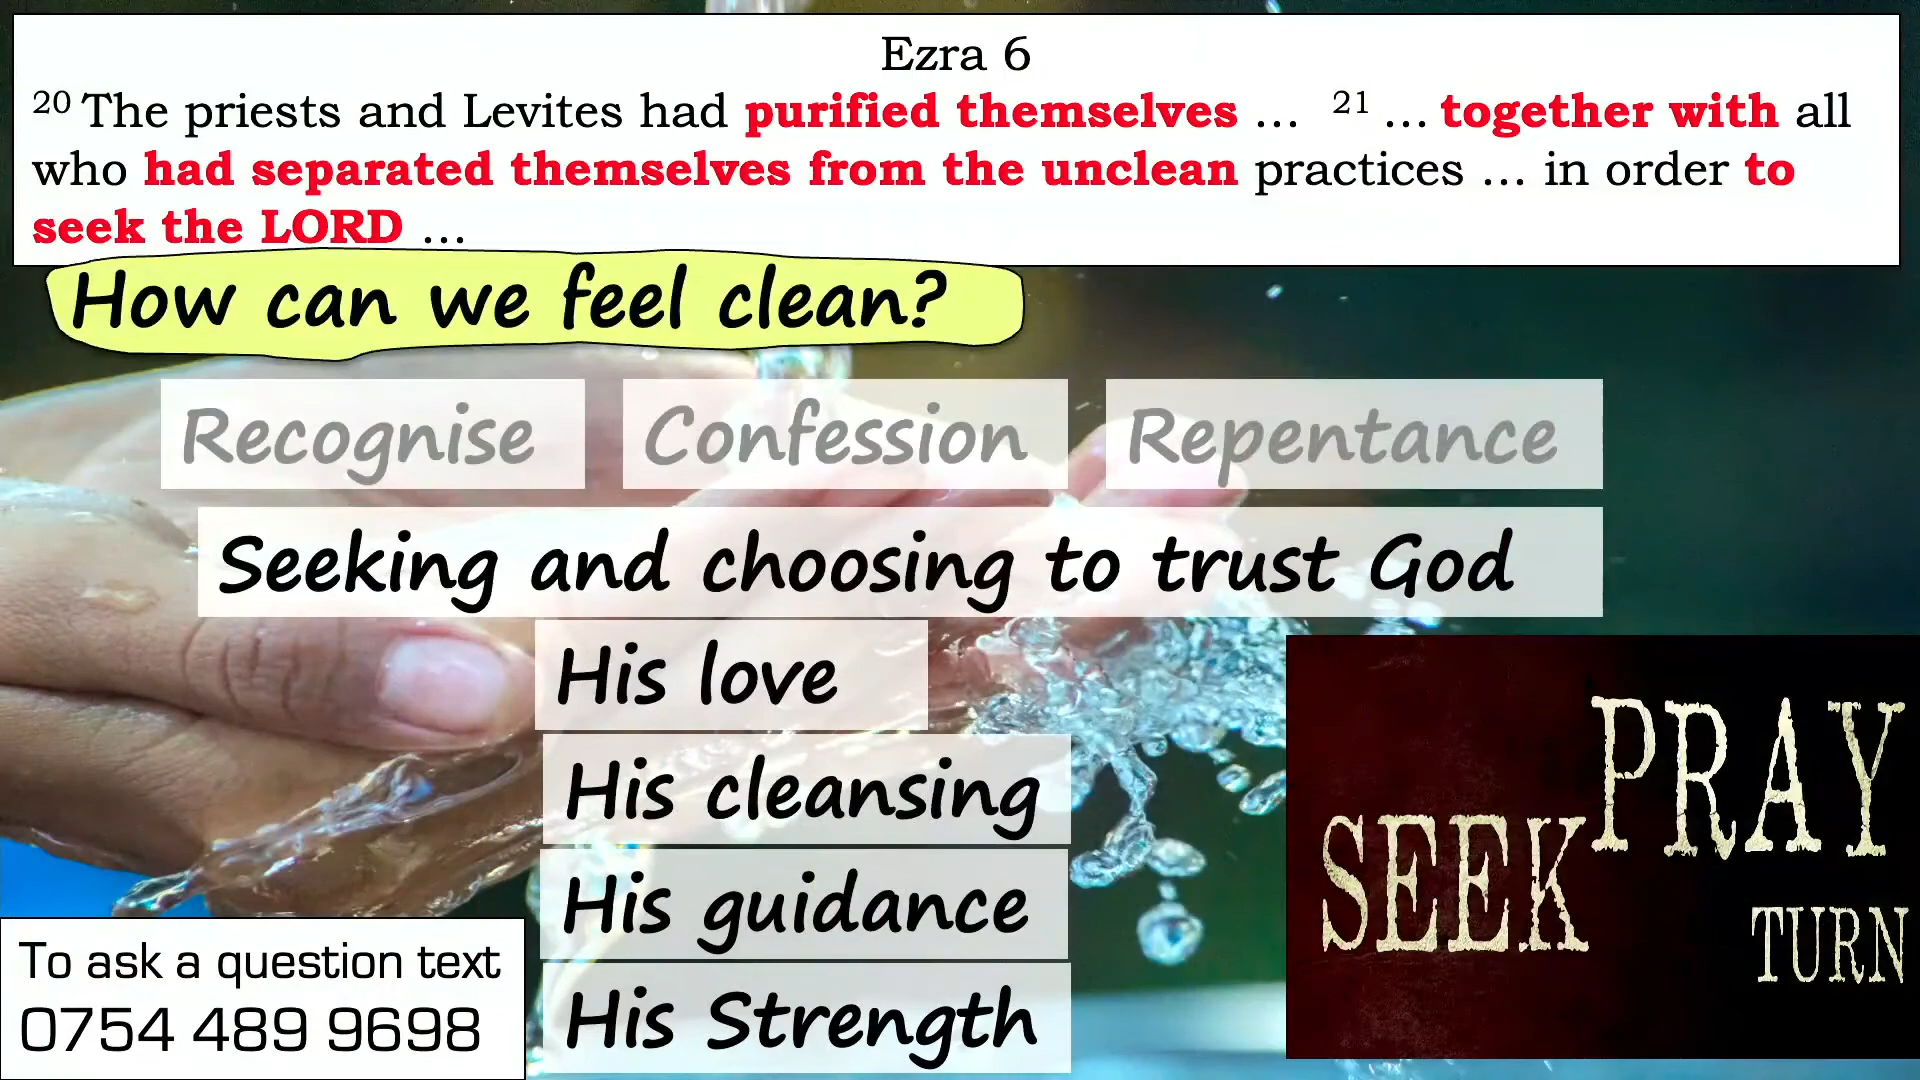 Ezra 6
20 The priests and Levites had purified themselves ... 21 ... together with all
who had separated themselves from the unclean practices ... in order to
seek the LORD ...
How can we feel clean?
Recognise Confession Repentance
Seeking and choosing to trust God
His love
His cleansing
His guidance
His Strength
SEEK PRAY
TURN
To ask a question text
0754 489 9698